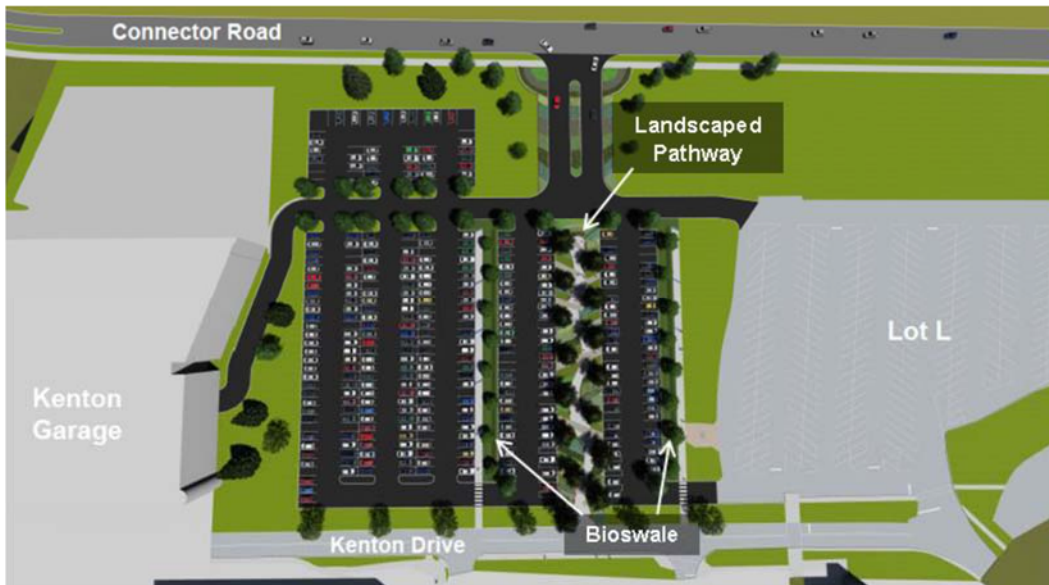 Connector Road
Landscaped
Pathway
Lot L
Kenton
Garage
Kenton Drive
Bioswale